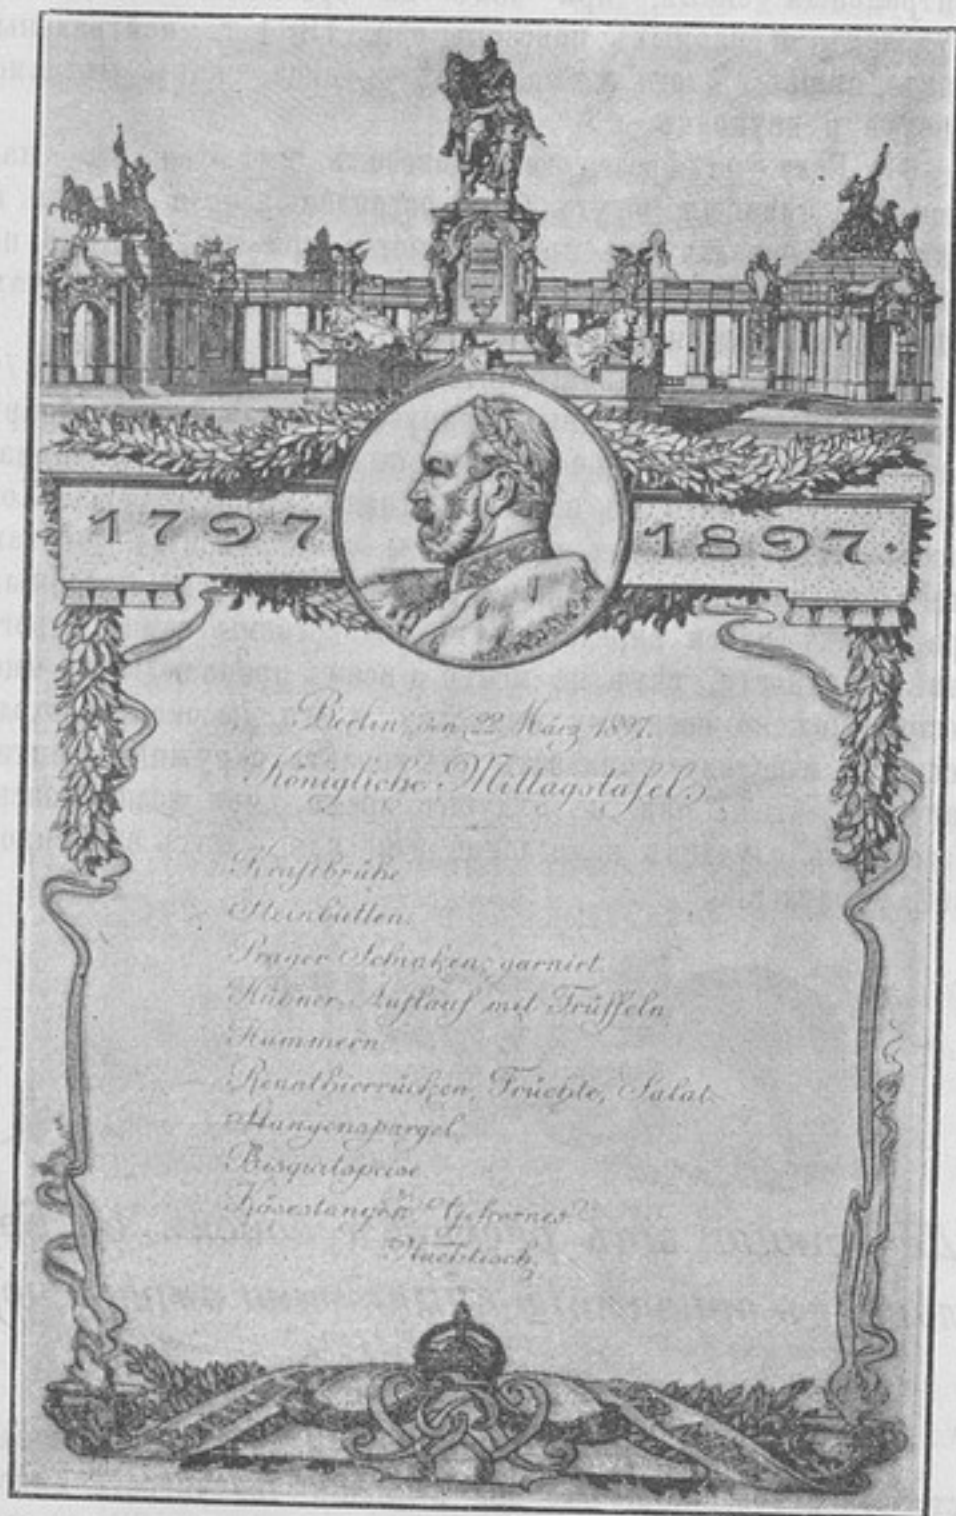 1797 1897.
Berlin, den 22. März 1897.
Königliche Mittagstafel
Kraftbrühe
Steinbutten.
Prager Schinken, garnirt.
Hühner-Auflauf mit Trüffeln
Hummern
Rennthierrücken, Früchte, Salat.
Stangenspargel.
Bisquitspeise.
Käsestangen. Gefrornes.
Nachtisch.